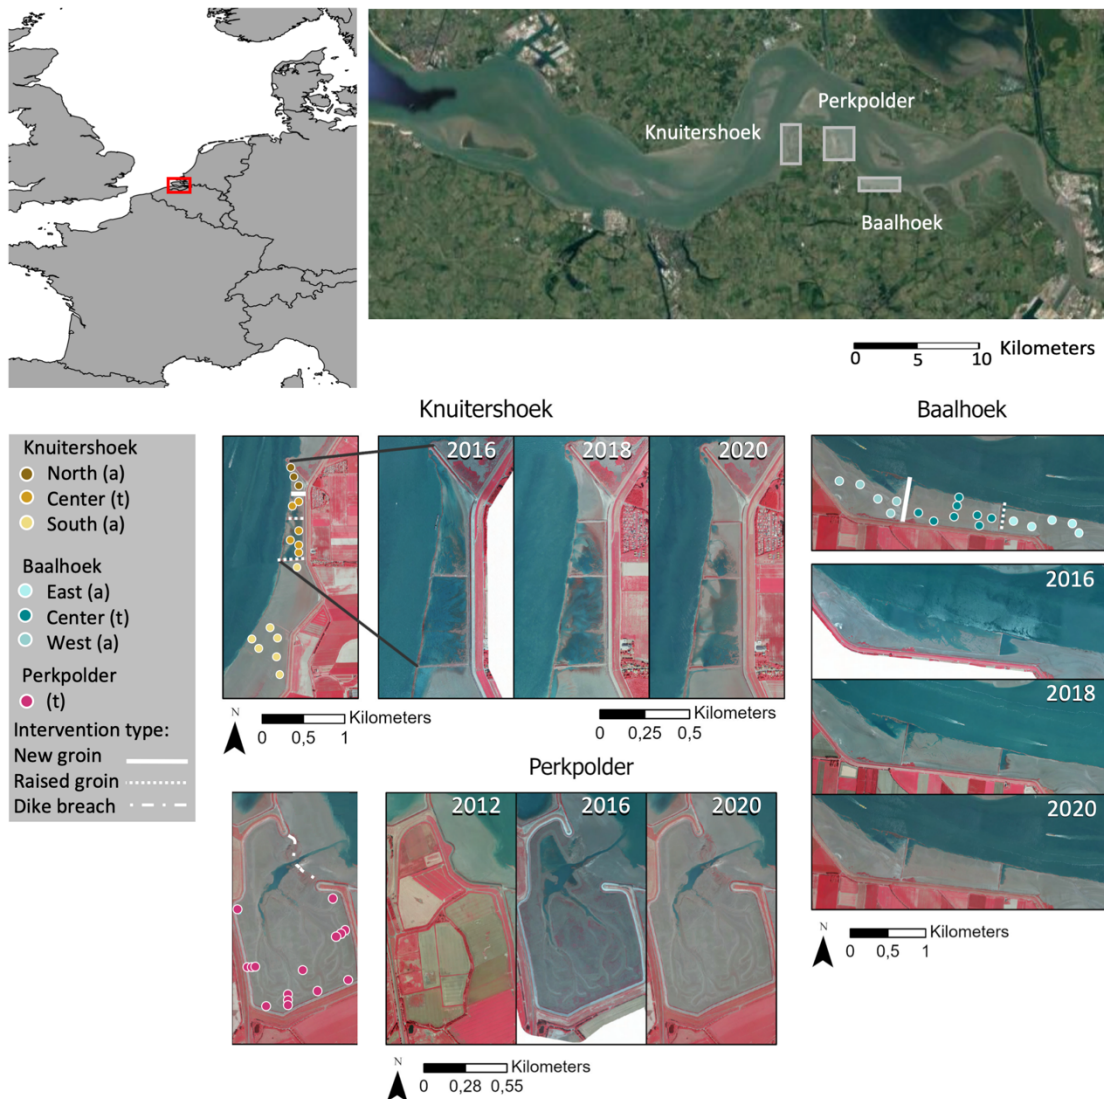 Perkpolder
Knuitershoek
Baalhoek
0 5 10 Kilometers
Knuitershoek
Baalhoek
Knuitershoek
North (a)
Center (t)
South (a)
Baalhoek
East (a)
Center (t)
West (a)
Perkpolder
(t)
Intervention type:
New groin
Raised groin
Dike breach
2016
2018
2020
N
Kilometers
0 0,5 1
Kilometers
0 0,25 0,5
2016
2018
2020
N
Kilometers
0 0,5 1
Perkpolder
2012
2016
2020
N
Kilometers
0 0,28 0,55